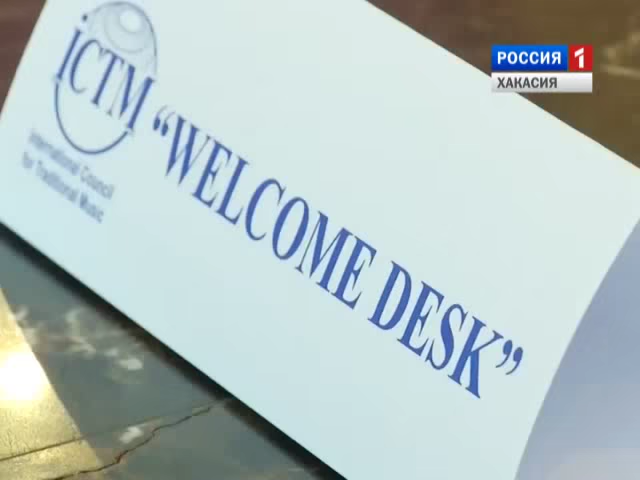 РОССИЯ 1
ХАКАСИЯ
iCTM
International Council
for Traditional Music
“WELCOME DESK”